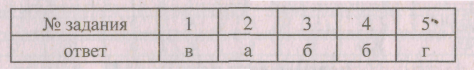 № задания 1 2 3 4 5
ответ в а б б г